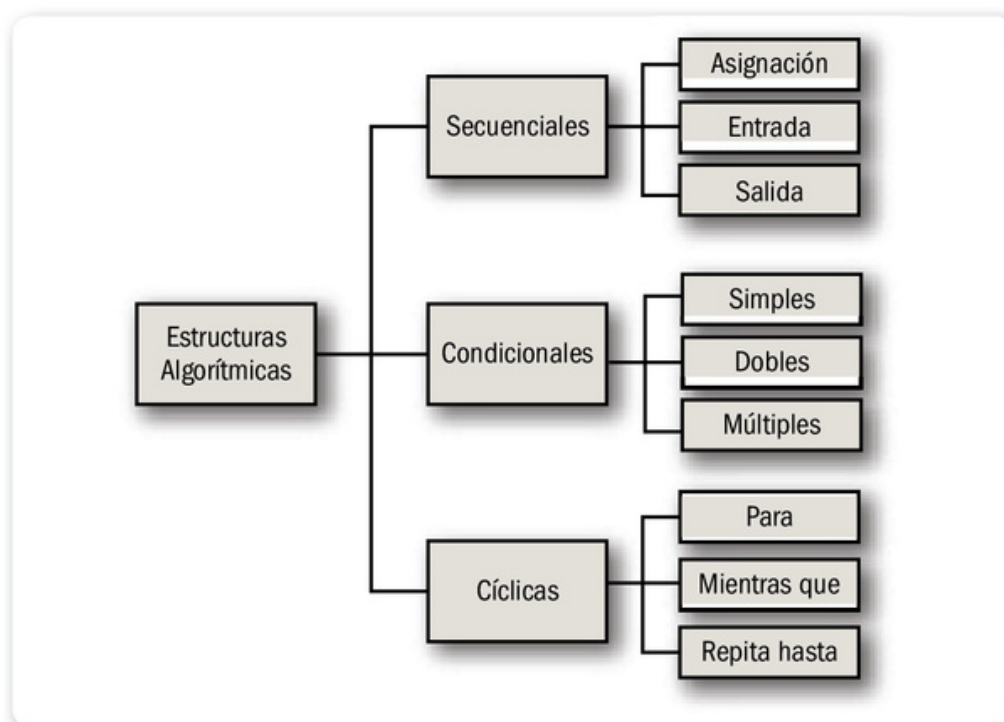 Estructuras
Algorítmicas
Secuenciales
Asignación
Entrada
Salida
Condicionales
Simples
Dobles
Múltiples
Cíclicas
Para
Mientras que
Repita hasta